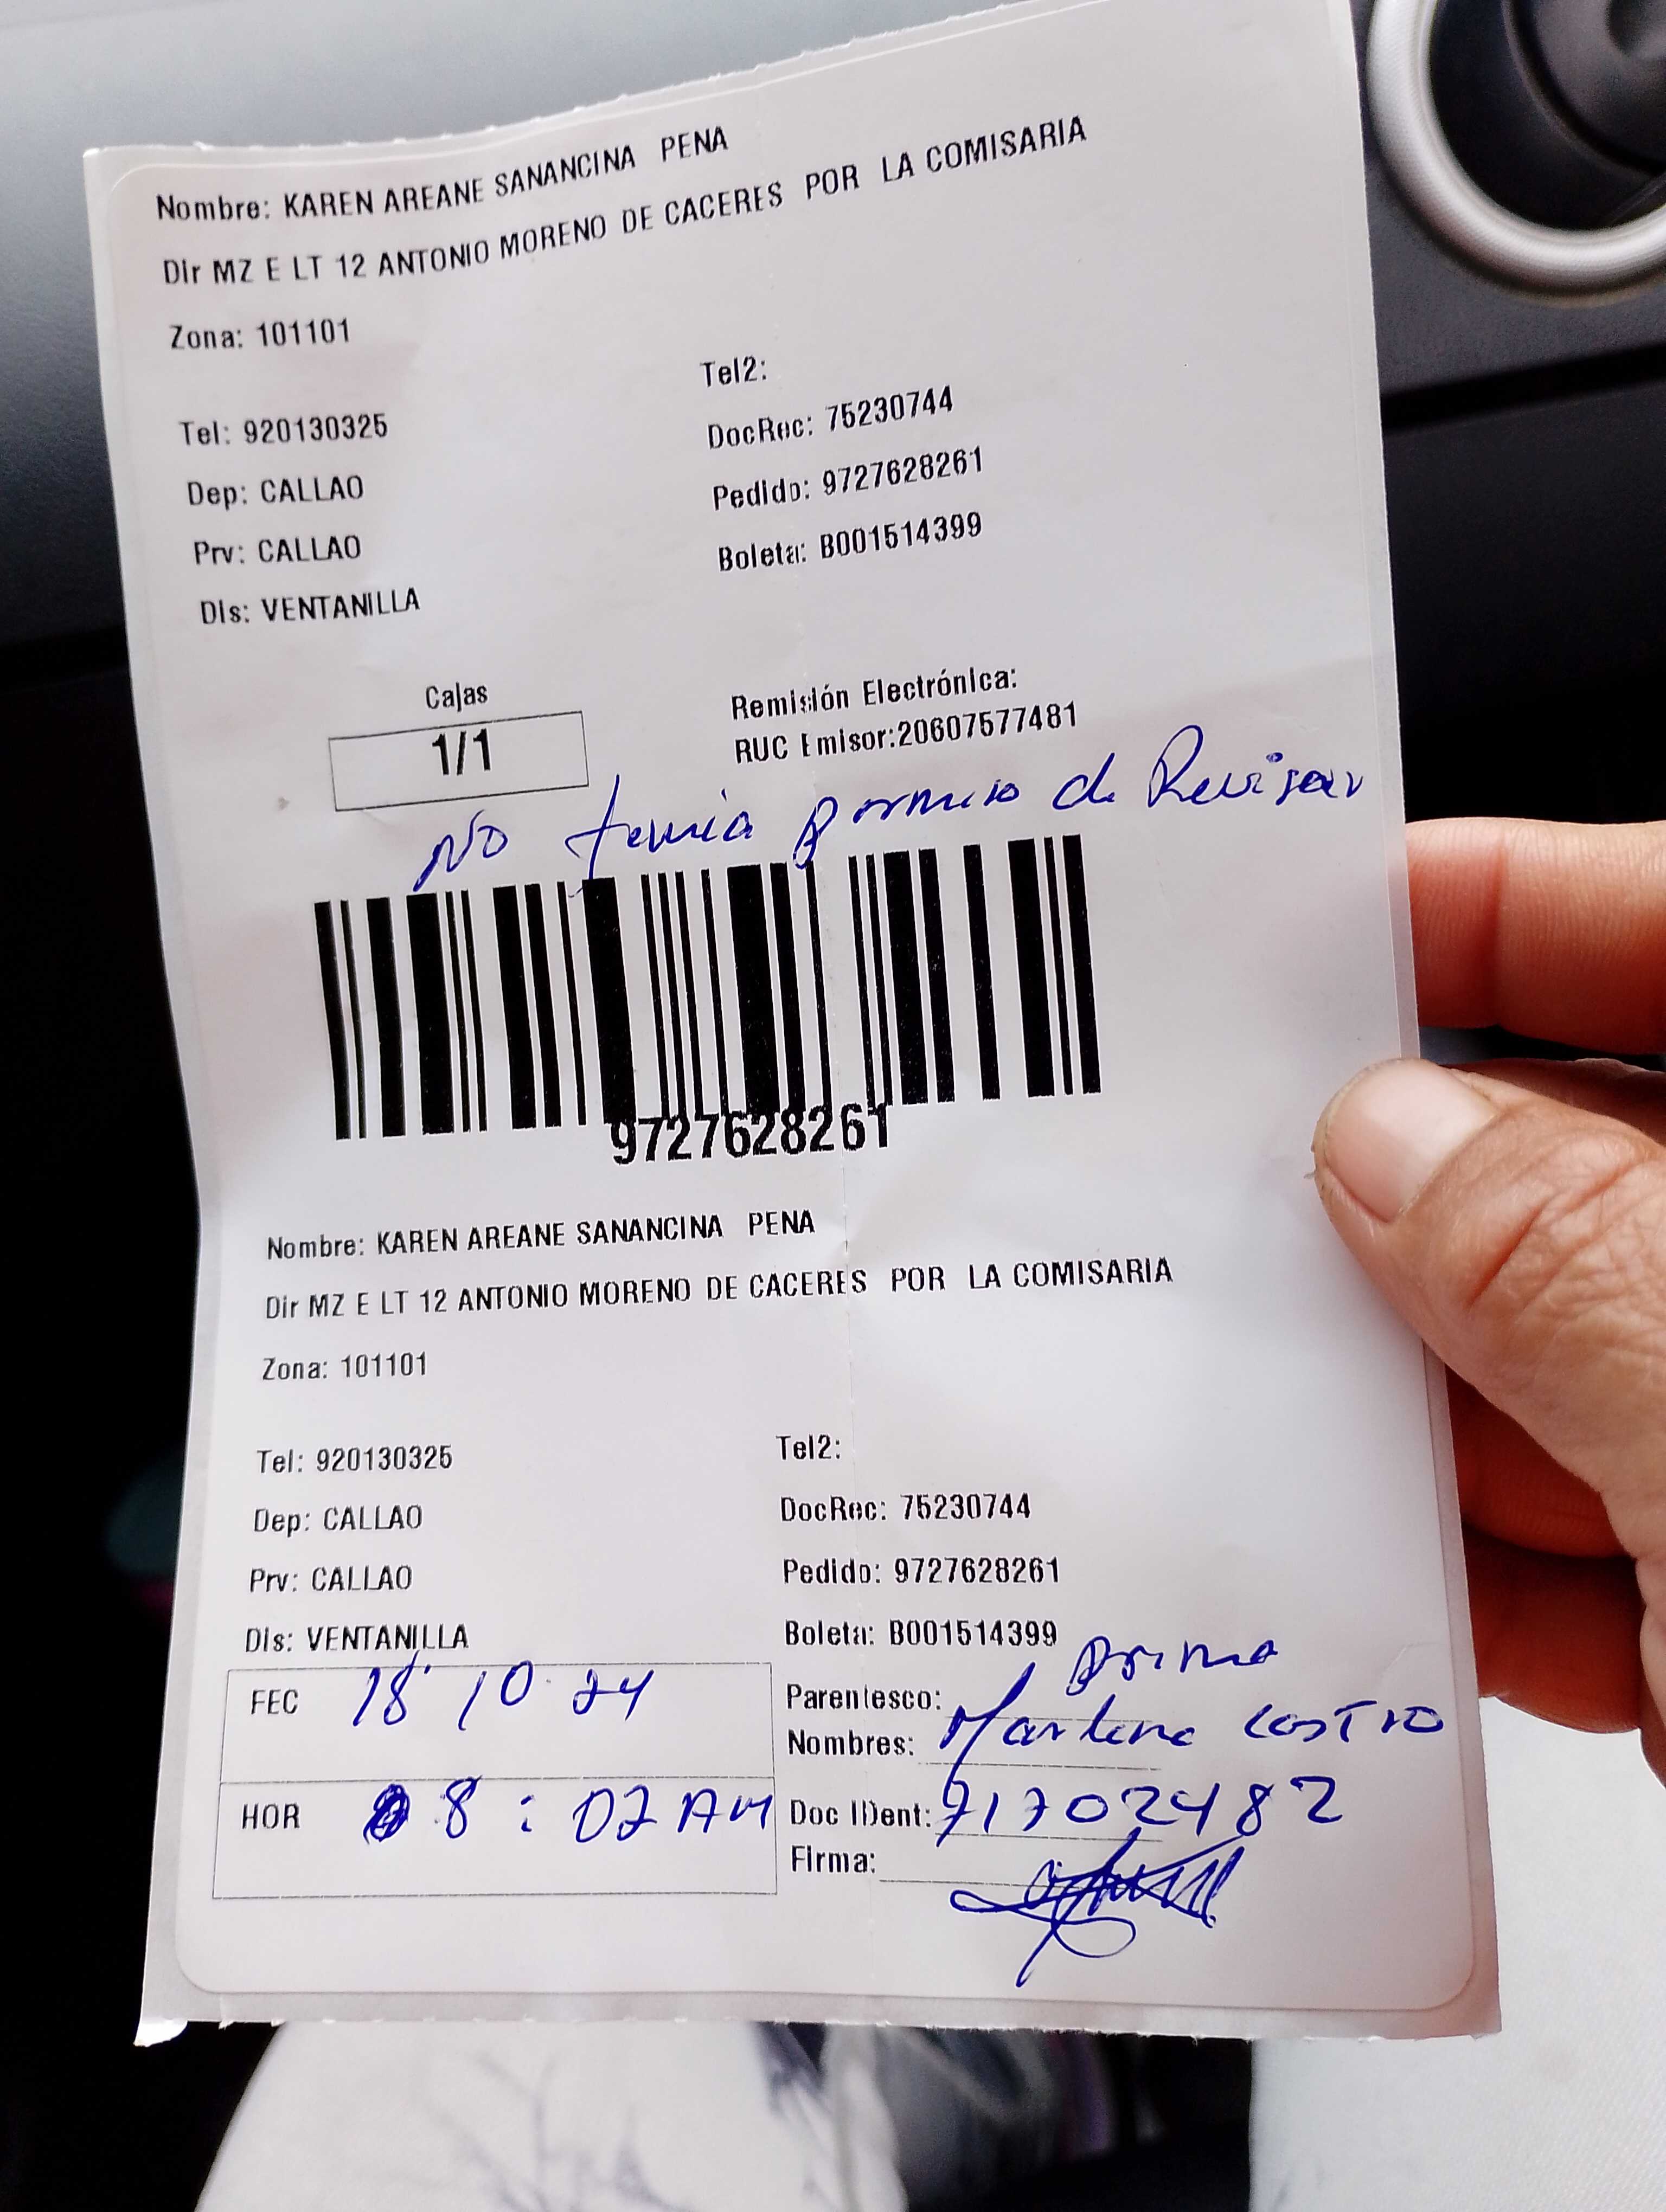 Nombre: KAREN AREANE SANANCINA PENA
Dir MZ E LT 12 ANTONIO MORENO DE CACERES POR LA COMISARIA
Zona: 101101
Tel2:
Tel: 920130325
DocRec: 75230744
Dep: CALLAO
Pedido: 9727628261
Prv: CALLAO
Boleta: B001514399
Dis: VENTANILLA
Cajas
1/1
Remisión Electrónica:
RUC Emisor:20607577481
No tenia permiso de Revisar
9727628261
Nombre: KAREN AREANE SANANCINA PENA
Dir MZ E LT 12 ANTONIO MORENO DE CACERES POR LA COMISARIA
Zona: 101101
Tel: 920130325
Tel2:
Dep: CALLAO
DocRec: 75230744
Prv: CALLAO
Pedido: 9727628261
Dis: VENTANILLA
Boleta: B001514399
FEC 18 10 24
Parentesco: prima
Nombres: Marlene Castro
HOR 08:02 AM
Doc IDent: 71702482
Firma: